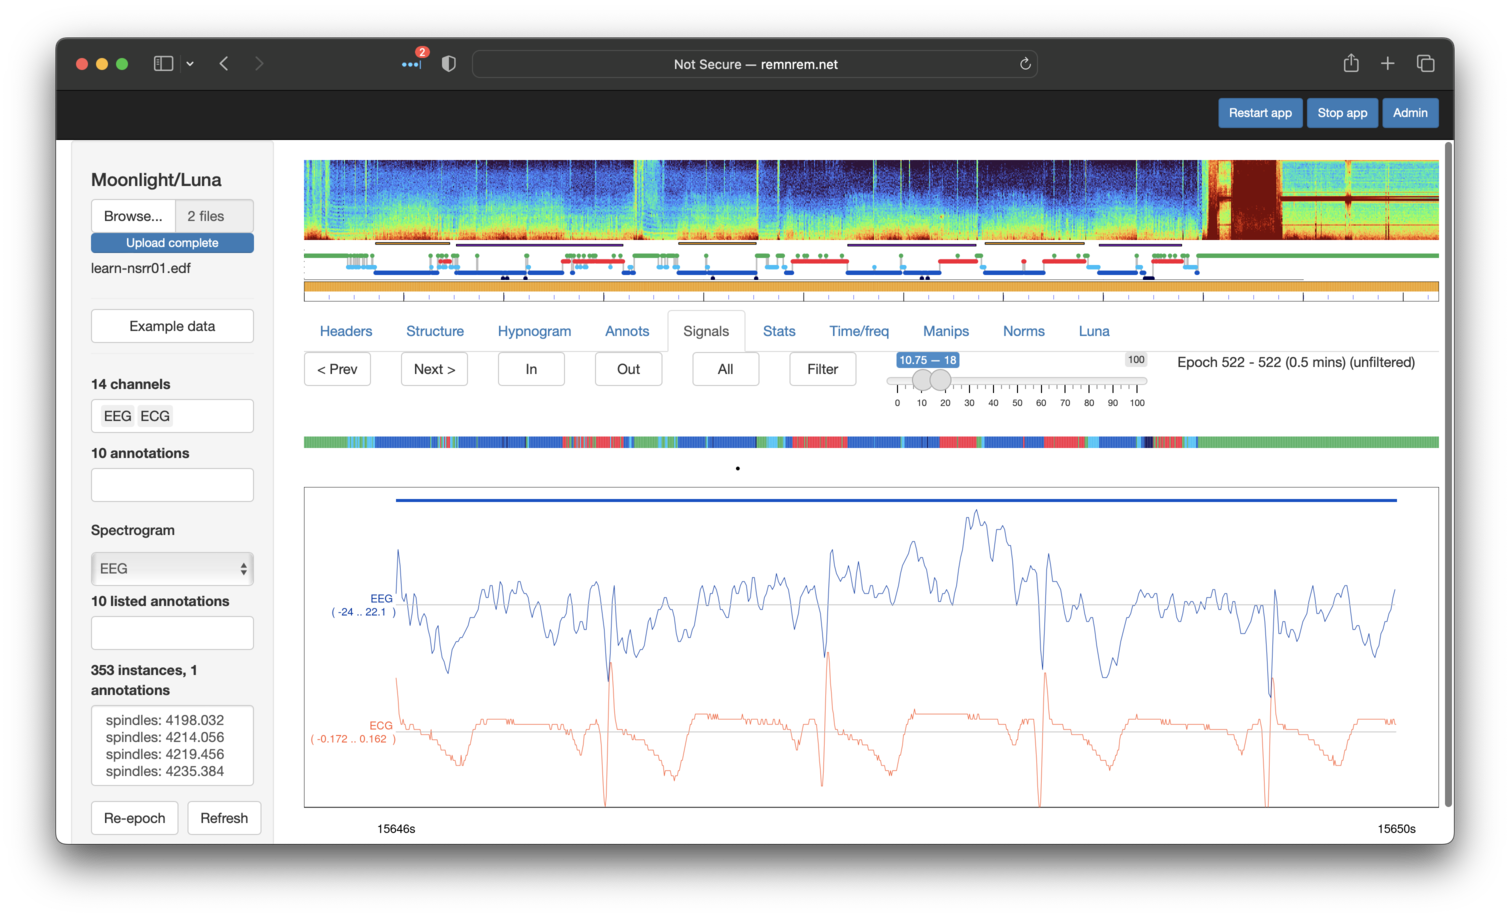 2
Not Secure — remnrem.net
Restart app
Stop app
Admin
Moonlight/Luna
Browse...
2 files
Upload complete
learn-nsrr01.edf
Example data
14 channels
EEG ECG
10 annotations
Spectrogram
EEG
10 listed annotations
353 instances, 1
annotations
spindles: 4198.032
spindles: 4214.056
spindles: 4219.456
spindles: 4235.384
Re-epoch
Refresh
Headers
Structure
Hypnogram
Annots
Signals
Stats
Time/freq
Manips
Norms
Luna
< Prev
Next >
In
Out
All
Filter
10.75 — 18
100
0 10 20 30 40 50 60 70 80 90 100
Epoch 522 - 522 (0.5 mins) (unfiltered)
EEG
( -24 .. 22.1 )
ECG
( -0.172 .. 0.162 )
15646s
15650s